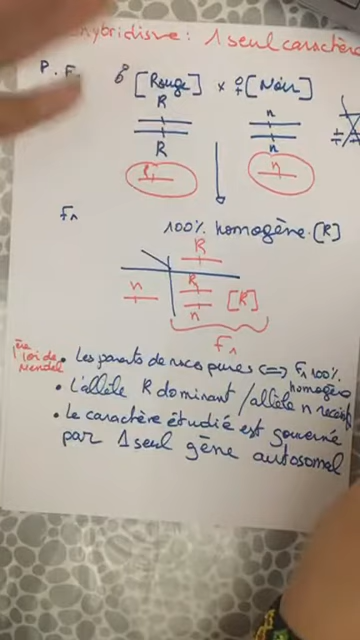 hybridisme : 1 seul caractère
P.F. ♂ [Rouge] × ♀ [Noir]
R n
R n
R n
F1 100% homogène. [R]
R
n R [R]
n
F1
1ère loi de Mendel
• Les parents de races pures <=> F1 100% homogène
• L'allèle R dominant / allèle n récessif
• Le caractère étudié est gouverné
par 1 seul gène autosomal